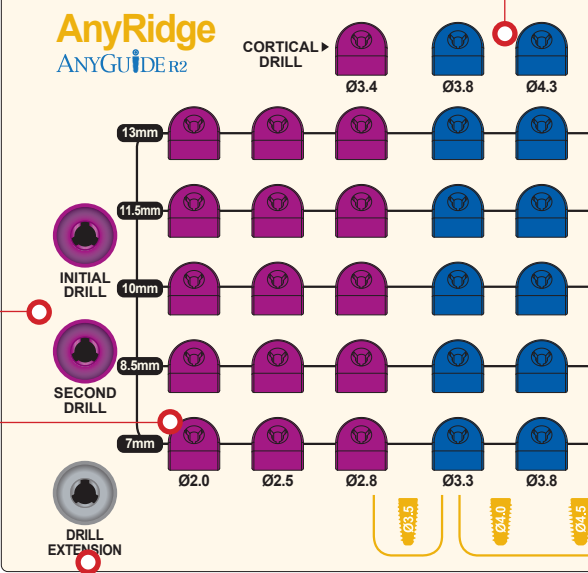 AnyRidge
ANYGUIDE R2
CORTICAL
DRILL
Ø3.4 Ø3.8 Ø4.3
13mm
11.5mm
INITIAL
DRILL
10mm
8.5mm
SECOND
DRILL
7mm
Ø2.0 Ø2.5 Ø2.8 Ø3.3 Ø3.8
DRILL
EXTENSION
Ø3.5 Ø4.0 Ø4.5